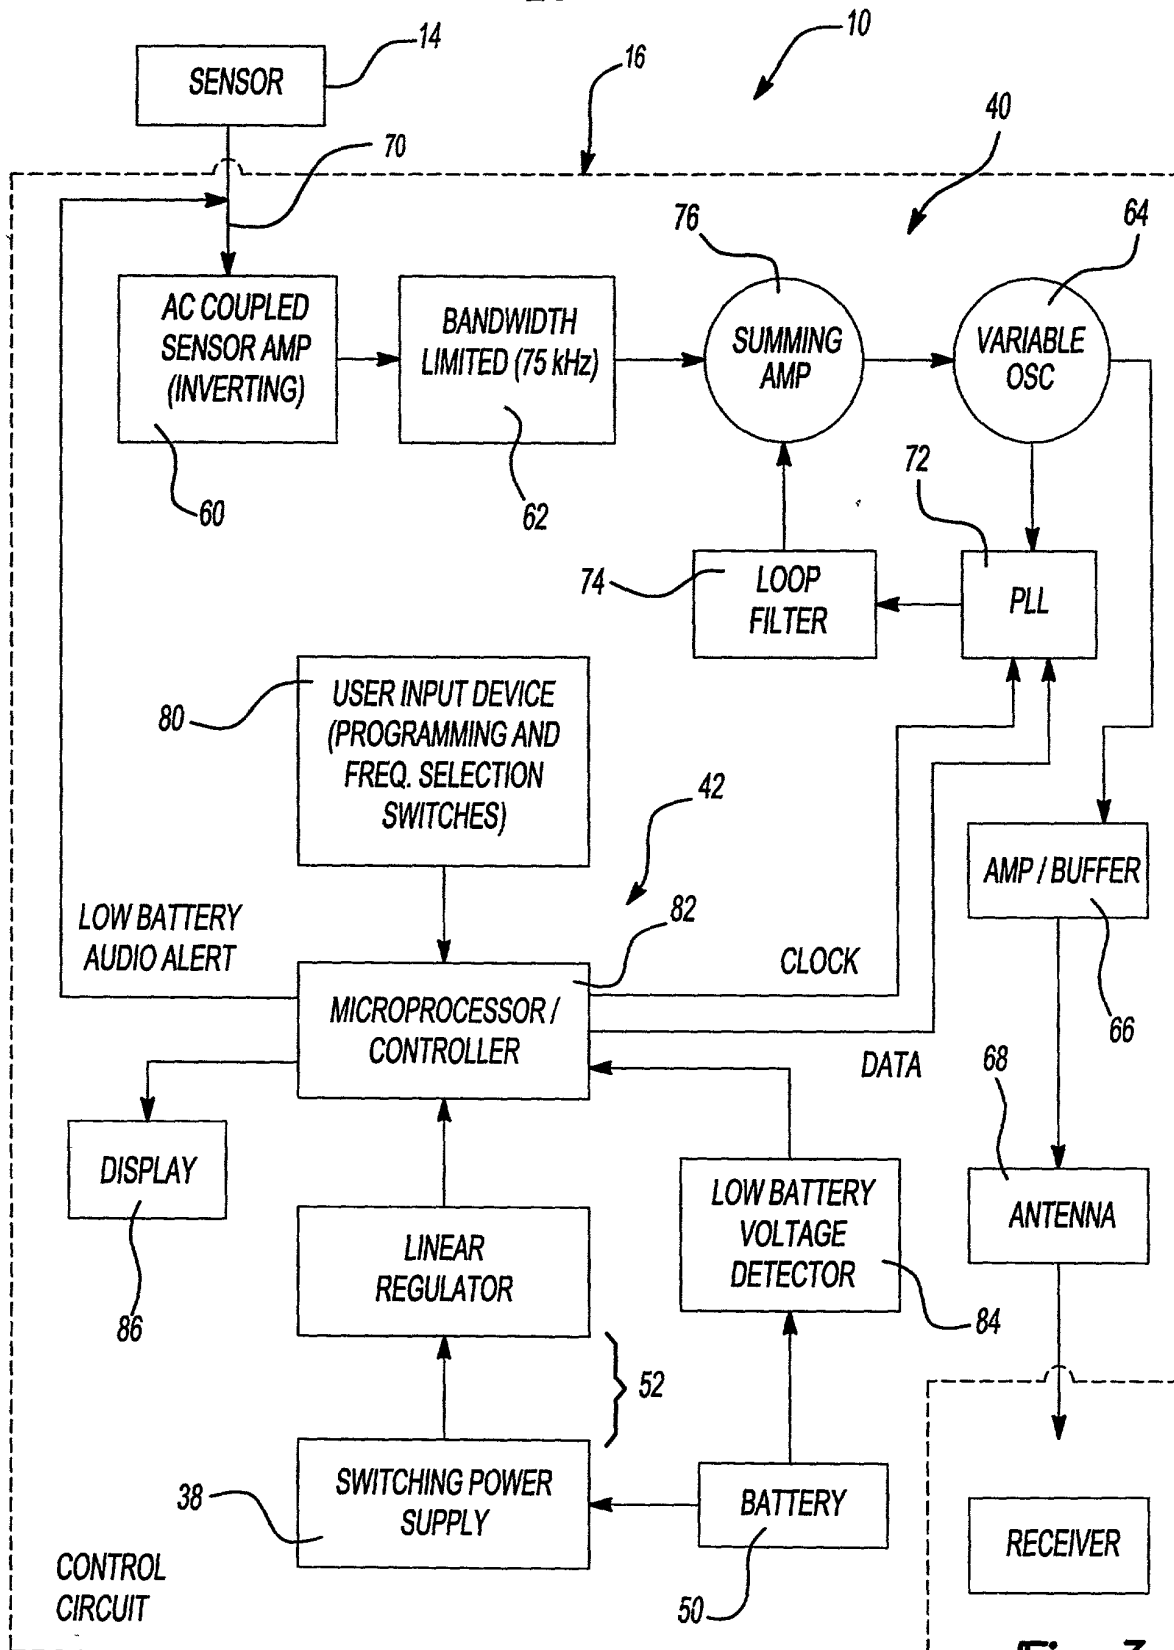 10
14
SENSOR
16
40
70
76
64
AC COUPLED
SENSOR AMP
(INVERTING)
BANDWIDTH
LIMITED (75 kHz)
SUMMING
AMP
VARIABLE
OSC
60
62
72
74
LOOP
FILTER
PLL
80
USER INPUT DEVICE
(PROGRAMMING AND
FREQ. SELECTION
SWITCHES)
42
AMP / BUFFER
LOW BATTERY
AUDIO ALERT
82
CLOCK
MICROPROCESSOR /
CONTROLLER
66
DATA
68
DISPLAY
LOW BATTERY
VOLTAGE
DETECTOR
ANTENNA
LINEAR
REGULATOR
86
84
52
38
SWITCHING POWER
SUPPLY
BATTERY
RECEIVER
CONTROL
CIRCUIT
50